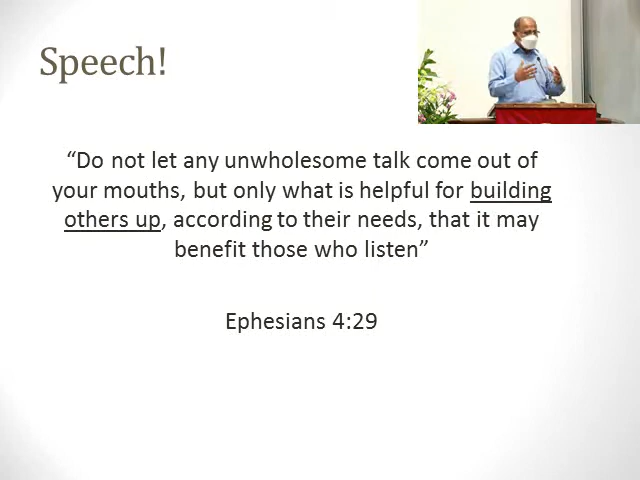 Speech!
“Do not let any unwholesome talk come out of
your mouths, but only what is helpful for building
others up, according to their needs, that it may
benefit those who listen”
Ephesians 4:29